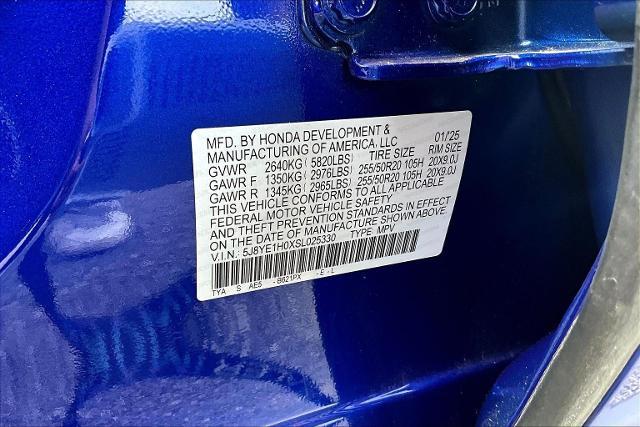 MFD. BY HONDA DEVELOPMENT & 01/25
MANUFACTURING OF AMERICA, LLC
GVWR 2640KG ( 5820LBS) TIRE SIZE RIM SIZE
GAWR F 1350KG ( 2976LBS) 255/50R20 105H 20X9.0J
GAWR R 1345KG ( 2965LBS) 255/50R20 105H 20X9.0J
THIS VEHICLE CONFORMS TO ALL APPLICABLE
FEDERAL MOTOR VEHICLE SAFETY
AND THEFT PREVENTION STANDARDS IN EFFECT
ON THE DATE OF MANUFACTURE SHOWN ABOVE.
V.I.N.: 5J8YE1H0XSL025330 TYPE MPV
TYA S AE5 -B621PX -E-L